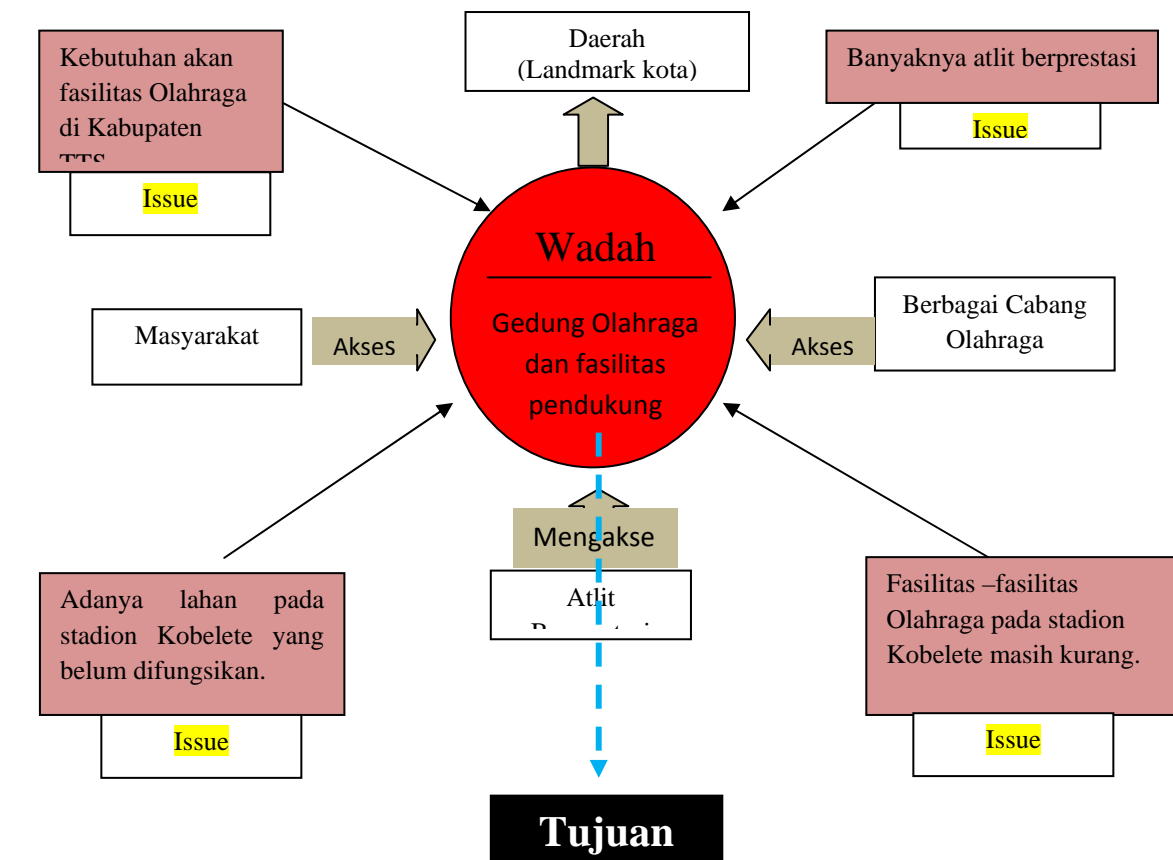 Daerah
(Landmark kota)
Kebutuhan akan
fasilitas Olahraga
di Kabupaten
TTS
Issue
Banyaknya atlit berprestasi
Issue
Wadah
Gedung Olahraga
dan fasilitas
pendukung
Masyarakat
Akses
Akses
Berbagai Cabang
Olahraga
Mengakse
Atlit
Adanya lahan pada
stadion Kobelete yang
belum difungsikan.
Issue
Fasilitas –fasilitas
Olahraga pada stadion
Kobelete masih kurang.
Issue
Tujuan